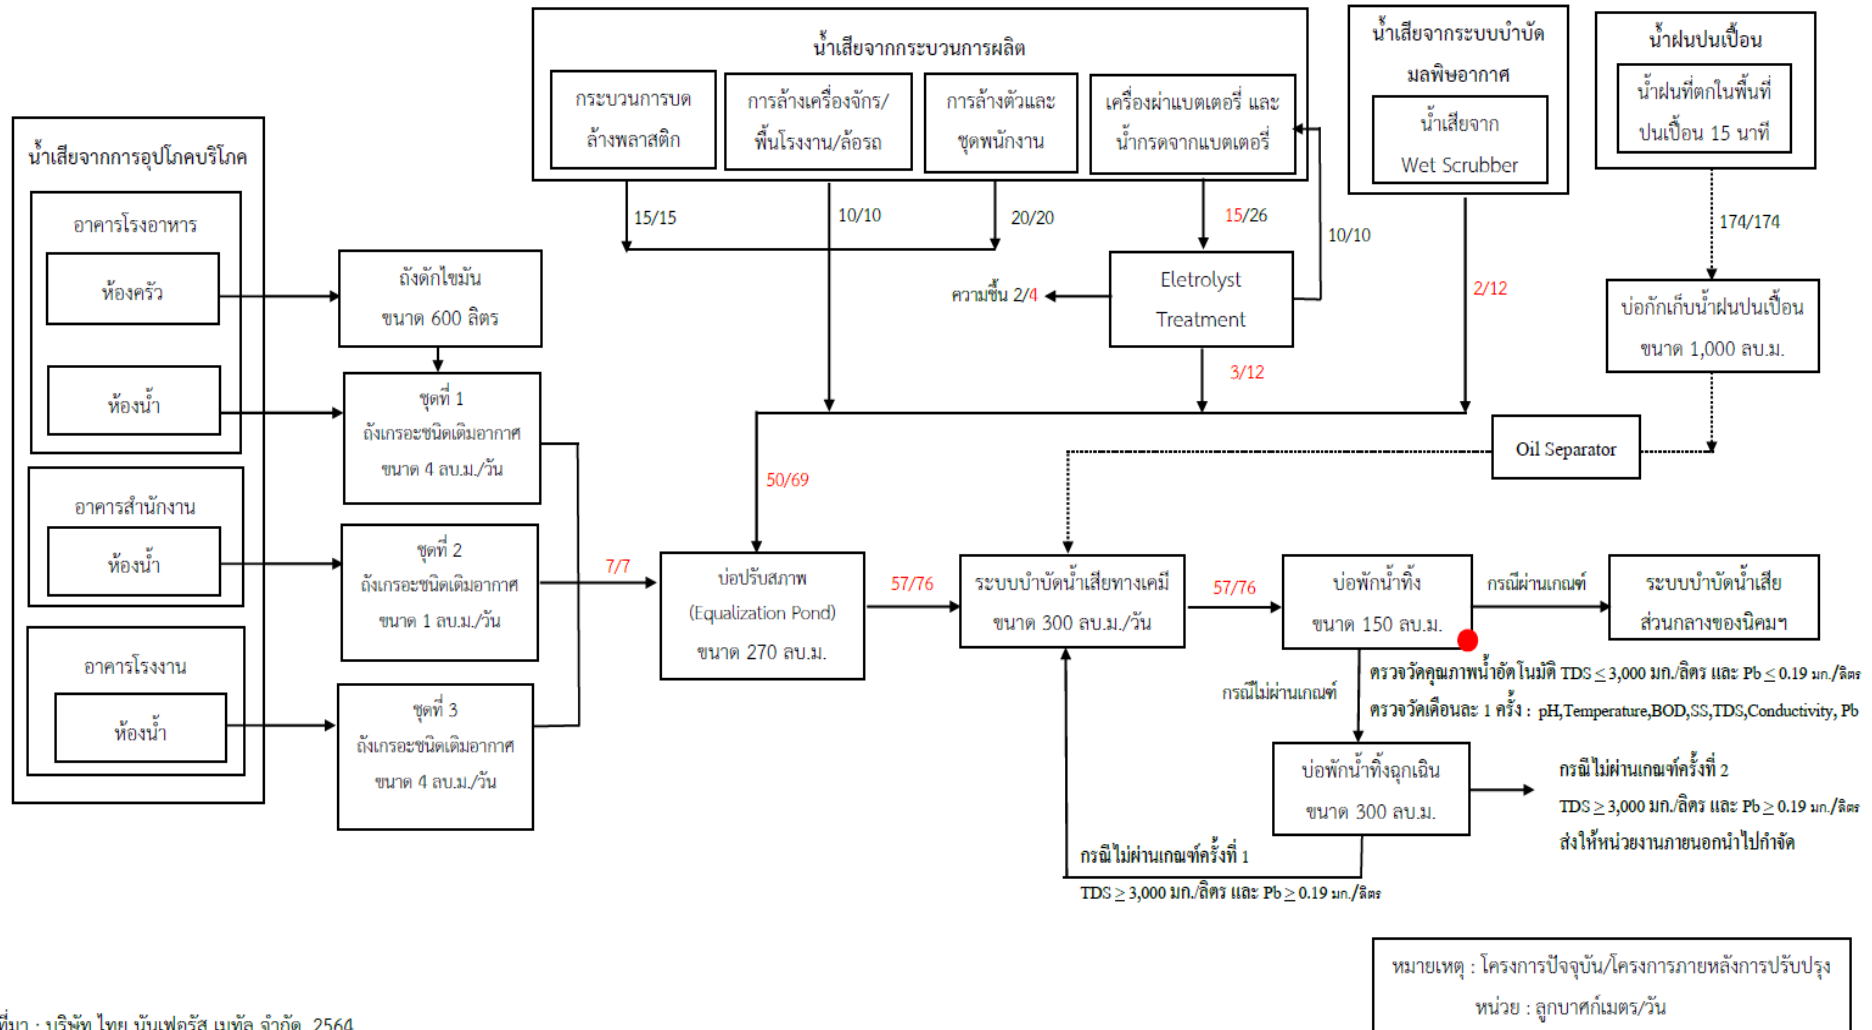 น้ำเสียจากการอุปโภคบริโภค
อาคารโรงอาหาร
ห้องครัว
ห้องน้ำ
อาคารสำนักงาน
ห้องน้ำ
อาคารโรงงาน
ห้องน้ำ
ถังดักไขมัน
ขนาด 600 ลิตร
ชุดที่ 1
ถังเกรอะชนิดเติมอากาศ
ขนาด 4 ลบ.ม./วัน
ชุดที่ 2
ถังเกรอะชนิดเติมอากาศ
ขนาด 1 ลบ.ม./วัน
ชุดที่ 3
ถังเกรอะชนิดเติมอากาศ
ขนาด 4 ลบ.ม./วัน
7/7
น้ำเสียจากกระบวนการผลิต
กระบวนการบด
ล้างพลาสติก
การล้างเครื่องจักร/
พื้นโรงงาน/ล้อรถ
การล้างตัวและ
ชุดพนักงาน
เครื่องผ่าแบตเตอรี่ และ
น้ำกรดจากแบตเตอรี่
15/15
10/10
20/20
15/26
10/10
ความชื้น 2/4
Eletrolyst
Treatment
3/12
น้ำเสียจากระบบบำบัด
มลพิษอากาศ
น้ำเสียจาก
Wet Scrubber
2/12
น้ำฝนปนเปื้อน
น้ำฝนที่ตกในพื้นที่
ปนเปื้อน 15 นาที
174/174
บ่อกักเก็บน้ำฝนปนเปื้อน
ขนาด 1,000 ลบ.ม.
Oil Separator
50/69
บ่อปรับสภาพ
(Equalization Pond)
ขนาด 270 ลบ.ม.
57/76
ระบบบำบัดน้ำเสียทางเคมี
ขนาด 300 ลบ.ม./วัน
57/76
บ่อพักน้ำทิ้ง
ขนาด 150 ลบ.ม.
กรณีผ่านเกณฑ์
ระบบบำบัดน้ำเสีย
ส่วนกลางของนิคมฯ
กรณีไม่ผ่านเกณฑ์
ตรวจวัดคุณภาพน้ำอัตโนมัติ TDS ≤ 3,000 มก./ลิตร และ Pb ≤ 0.19 มก./ลิตร
ตรวจวัดเดือนละ 1 ครั้ง : pH,Temperature,BOD,SS,TDS,Conductivity, Pb
บ่อพักน้ำทิ้งฉุกเฉิน
ขนาด 300 ลบ.ม.
กรณีไม่ผ่านเกณฑ์ครั้งที่ 2
TDS ≥ 3,000 มก./ลิตร และ Pb ≥ 0.19 มก./ลิตร
ส่งให้หน่วยงานภายนอกนำไปกำจัด
กรณีไม่ผ่านเกณฑ์ครั้งที่ 1
TDS ≥ 3,000 มก./ลิตร และ Pb ≥ 0.19 มก./ลิตร
หมายเหตุ : โครงการปัจจุบัน/โครงการภายหลังการปรับปรุง
หน่วย : ลูกบาศก์เมตร/วัน
ที่มา : บริษัท ไทย นันเฟอรัส เมทัล จำกัด, 2564